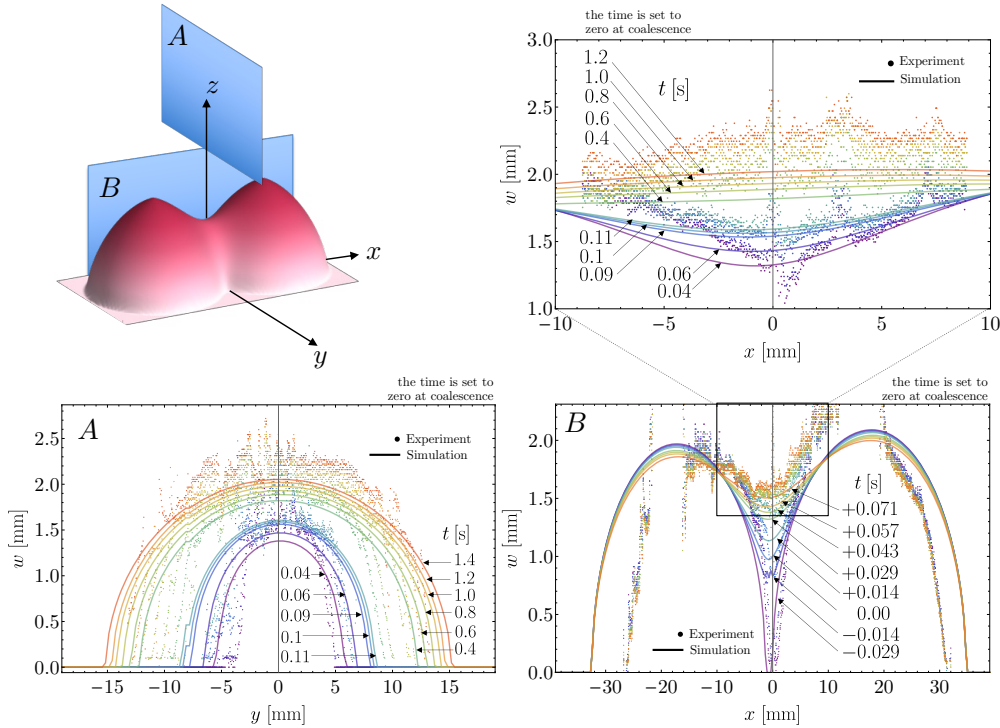 A
z
B
x
y
the time is set to
zero at coalescence
3.0
2.5
2.0
1.5
1.0
w [mm]
1.2
1.0
0.8
0.6
0.4
t [s]
Experiment
Simulation
0.11
0.1
0.09
0.06
0.04
−10
−5
0
5
10
x [mm]
the time is set to
zero at coalescence
A
2.5
2.0
1.5
1.0
0.5
0.0
w [mm]
Experiment
Simulation
t [s]
1.4
1.2
1.0
0.8
0.6
0.4
0.04
0.06
0.09
0.1
0.11
−15
−10
−5
0
5
10
15
y [mm]
the time is set to
zero at coalescence
B
2.0
1.5
1.0
0.5
0.0
w [mm]
t [s]
+0.071
+0.057
+0.043
+0.029
+0.014
0.00
−0.014
−0.029
Experiment
Simulation
−30
−20
−10
0
10
20
30
x [mm]